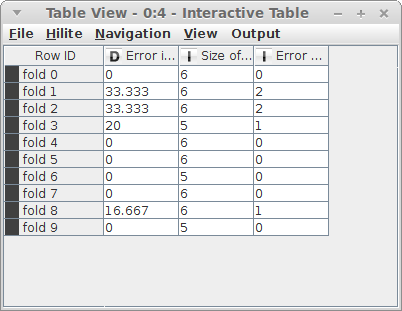 Table View - 0:4 - Interactive Table
File Hilite Navigation View Output
Row ID D Error i... I Size of... I Error ...
fold 0 0 6 0
fold 1 33.333 6 2
fold 2 33.333 6 2
fold 3 20 5 1
fold 4 0 6 0
fold 5 0 6 0
fold 6 0 5 0
fold 7 0 6 0
fold 8 16.667 6 1
fold 9 0 5 0